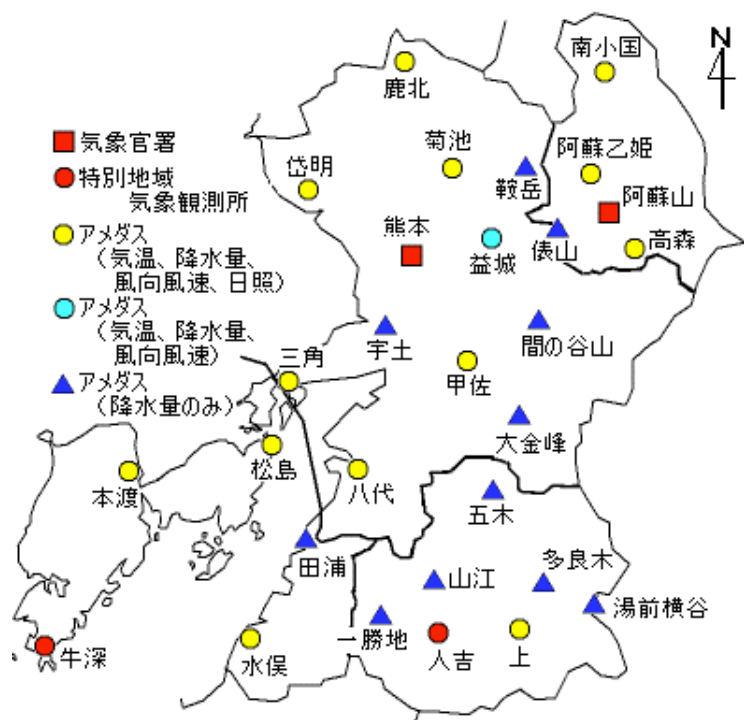 南小国
N
鹿北
気象官署
特別地域
気象観測所
アメダス
（気温、降水量、
風向風速、日照）
アメダス
（気温、降水量、
風向風速）
アメダス
（降水量のみ）
岱明
菊池
鞍岳
阿蘇乙姫
阿蘇山
熊本
益城
俵山
高森
宇土
間の谷山
三角
甲佐
大金峰
松島
本渡
八代
五木
田浦
山江
多良木
湯前横谷
一勝地
人吉
上
水俣
牛深